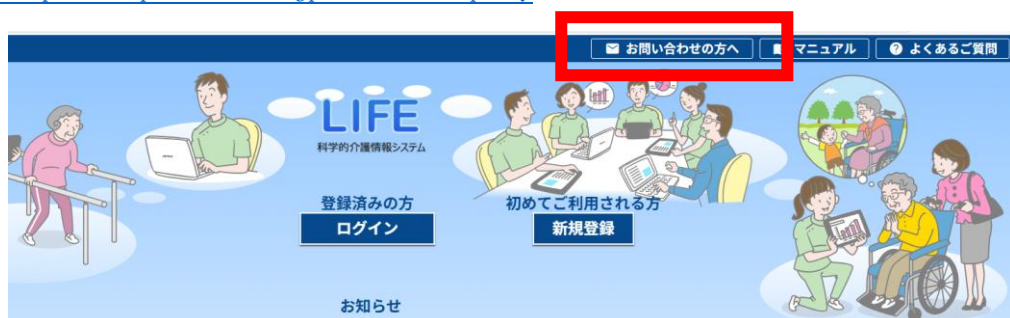 お問い合わせの方へ
マニュアル
よくあるご質問
LIFE
科学的介護情報システム
登録済みの方
ログイン
初めてご利用される方
新規登録
お知らせ